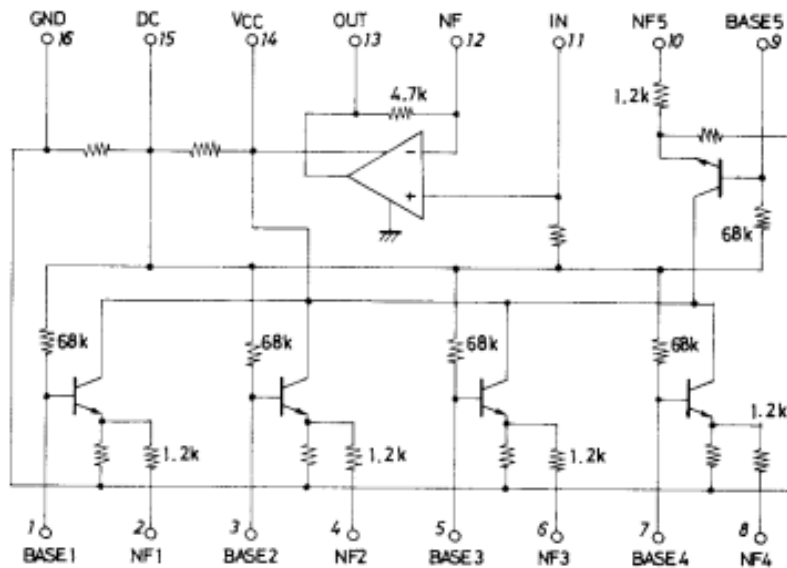 GND DC VCC OUT NF IN NF5 BASE5
16 15 14 13 12 11 10 9
4.7k
1.2k
-
+
68k
68k 68k 68k 68k
1.2k
1.2k 1.2k 1.2k
1 2 3 4 5 6 7 8
BASE1 NF1 BASE2 NF2 BASE3 NF3 BASE4 NF4